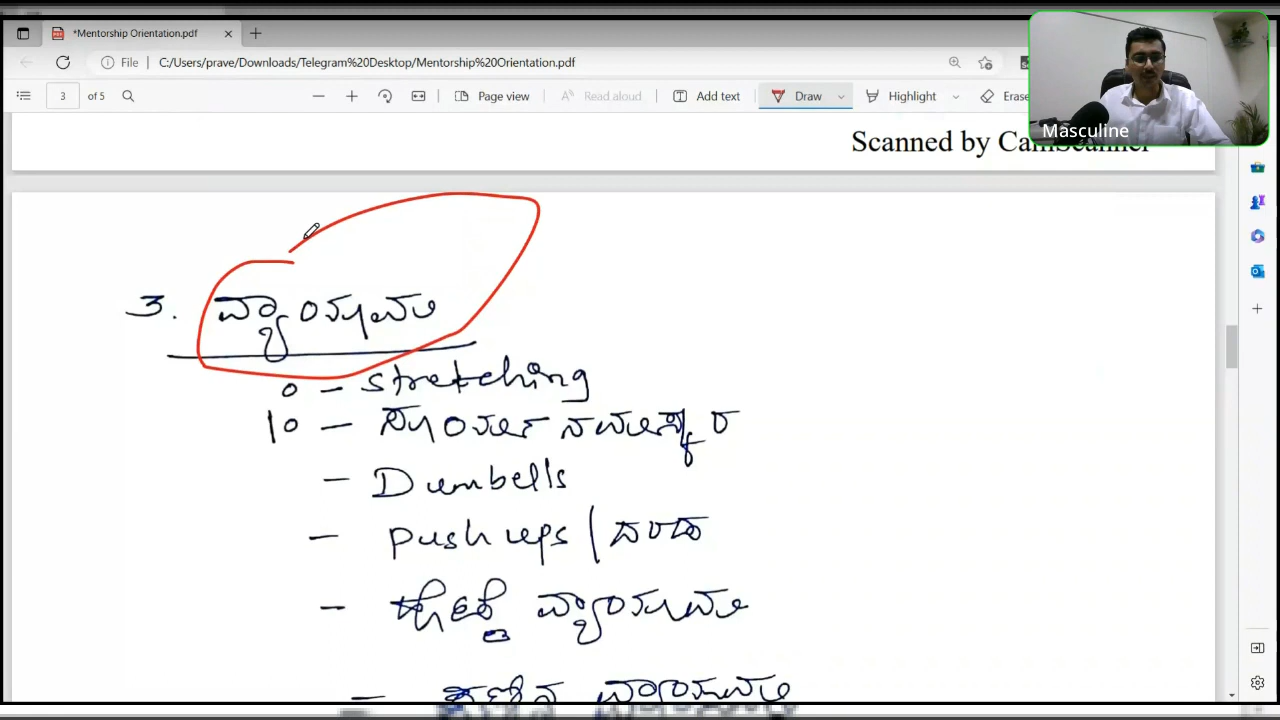 *Mentorship Orientation.pdf
File C:/Users/prave/Downloads/Telegram%20Desktop/Mentorship%20Orientation.pdf
3 of 5 Page view Read aloud Add text Draw Highlight Erase
Masculine
Scanned by CamScanner
3. ವ್ಯಾಯಾಮ
0 - Stretching
10 - ಸೂರ್ಯ ನಮಸ್ಕಾರ
- Dumbells
- Push ups / ದಂಡ
- ಹೊಟ್ಟೆ ವ್ಯಾಯಾಮ
- ವ್ಯಾಯಾಮ